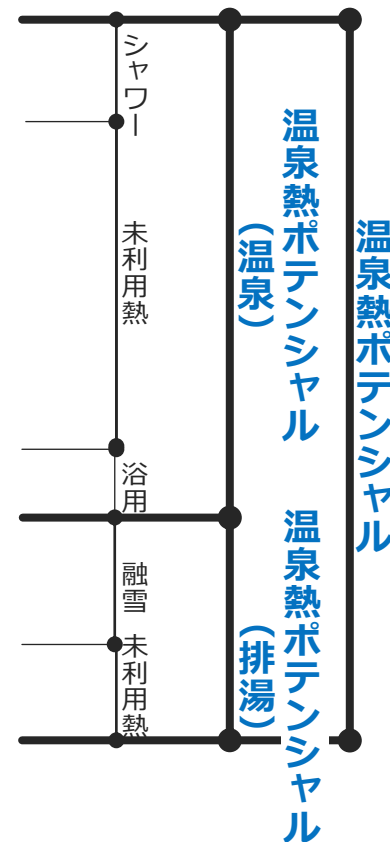 シャワー
未利用熱
浴用
融雪
未利用熱
温泉熱ポテンシャル
（温泉）
温泉熱ポテンシャル
（排湯）
温泉熱ポテンシャル